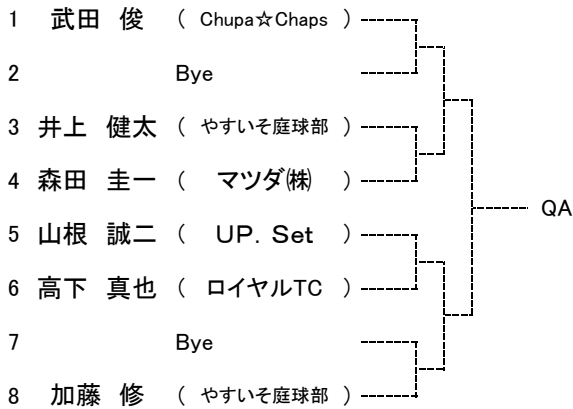 1 武田 俊 ( Chupa☆Chaps )
2 Bye
3 井上 健太 ( やすいそ庭球部 )
4 森田 圭一 ( マツダ㈱ )
QA
5 山根 誠二 ( UP. Set )
6 高下 真也 ( ロイヤルTC )
7 Bye
8 加藤 修 ( やすいそ庭球部 )